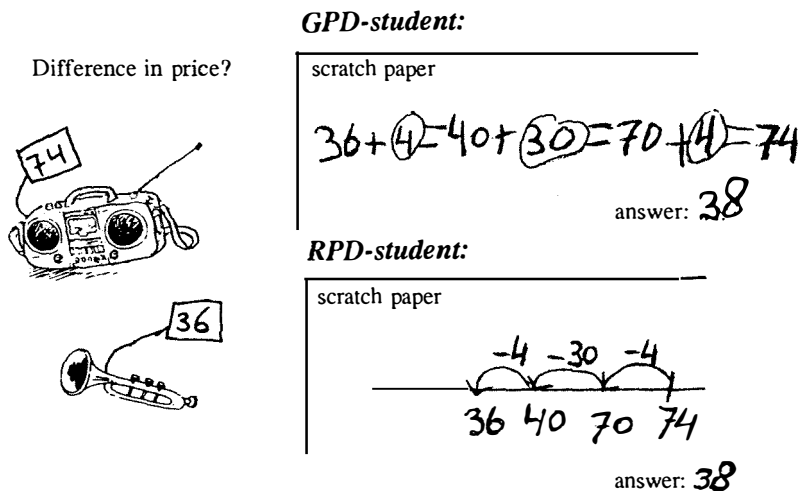 GPD-student:
Difference in price?
scratch paper
74
36+4=40+30=70+4=74
answer: 38
RPD-student:
scratch paper
36
-4 -30 -4
36 40 70 74
answer: 38